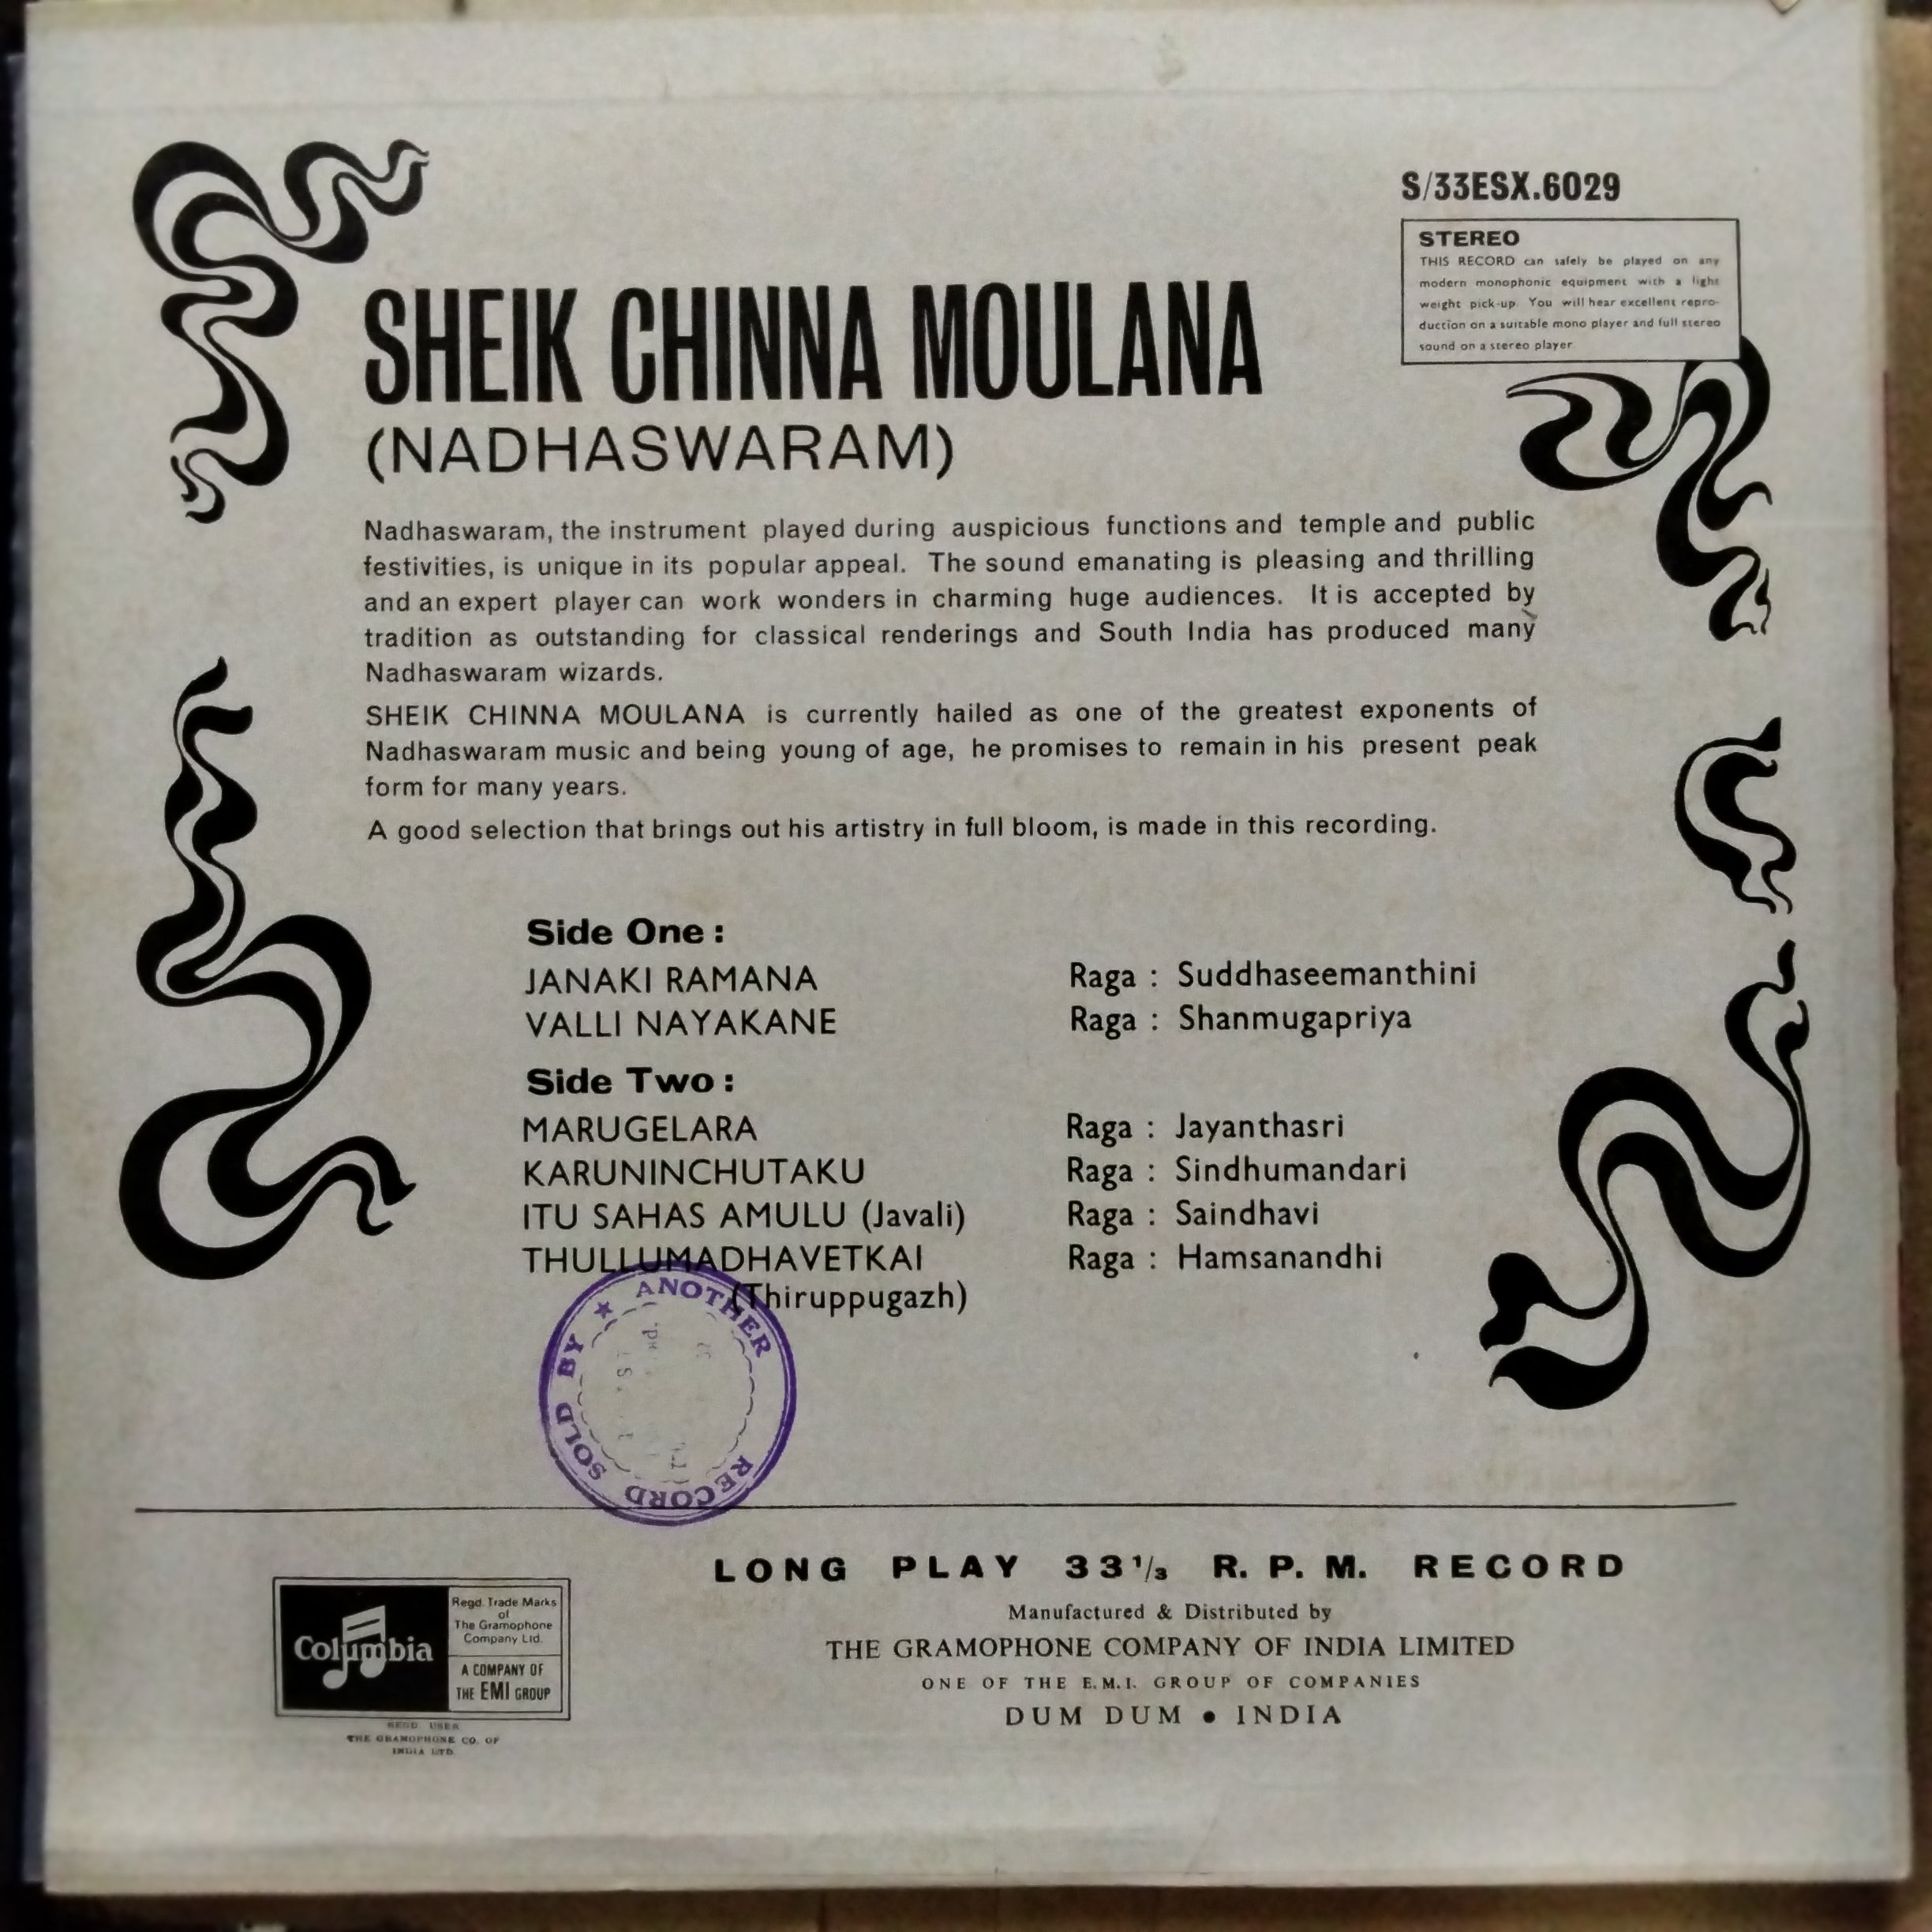 S/33ESX.6029
STEREO
THIS RECORD can safely be played on any
modern monophonic equipment with a light
weight pick-up. You will hear excellent repro-
duction on a suitable mono player and full stereo
sound on a stereo player
SHEIK CHINNA MOULANA
(NADHASWARAM)
Nadhaswaram, the instrument played during auspicious functions and temple and public
festivities, is unique in its popular appeal. The sound emanating is pleasing and thrilling
and an expert player can work wonders in charming huge audiences. It is accepted by
tradition as outstanding for classical renderings and South India has produced many
Nadhaswaram wizards.
SHEIK CHINNA MOULANA is currently hailed as one of the greatest exponents of
Nadhaswaram music and being young of age, he promises to remain in his present peak
form for many years.
A good selection that brings out his artistry in full bloom, is made in this recording.
Side One :
JANAKI RAMANA Raga : Suddhaseemanthini
VALLI NAYAKANE Raga : Shanmugapriya
Side Two :
MARUGELARA Raga : Jayanthasri
KARUNINCHUTAKU Raga : Sindhumandari
ITU SAHAS AMULU (Javali) Raga : Saindhavi
THULLUMADHAVETKAI Raga : Hamsanandhi
(Thiruppugazh)
ANOTHER RECORD SOLD BY
LONG PLAY 33 1/3 R. P. M. RECORD
Manufactured & Distributed by
THE GRAMOPHONE COMPANY OF INDIA LIMITED
ONE OF THE E.M.I. GROUP OF COMPANIES
DUM DUM • INDIA
Columbia
Regd. Trade Marks
of
The Gramophone
Company Ltd.
A COMPANY OF
THE EMI GROUP
REGD. USER
THE GRAMOPHONE CO. OF
INDIA LTD.